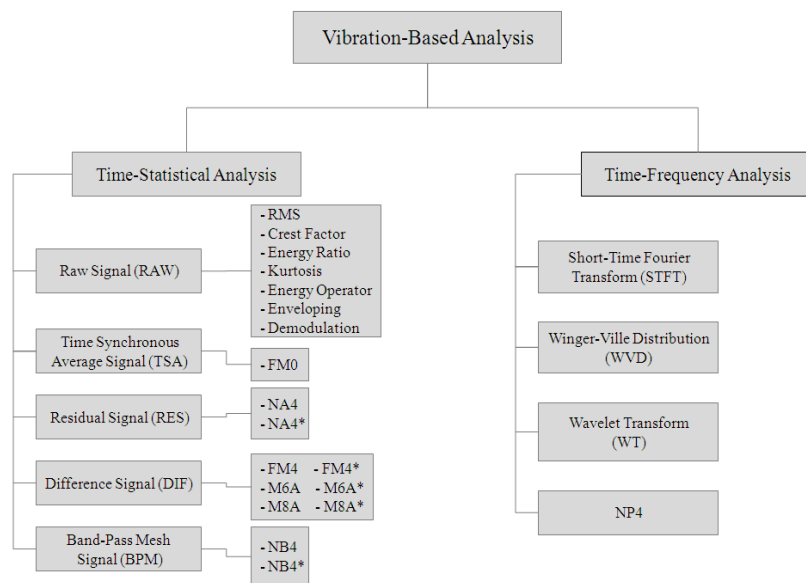 Vibration-Based Analysis
Time-Statistical Analysis
Raw Signal (RAW)
- RMS
- Crest Factor
- Energy Ratio
- Kurtosis
- Energy Operator
- Enveloping
- Demodulation
Time Synchronous
Average Signal (TSA)
- FM0
Residual Signal (RES)
- NA4
- NA4*
Difference Signal (DIF)
- FM4 - FM4*
- M6A - M6A*
- M8A - M8A*
Band-Pass Mesh
Signal (BPM)
- NB4
- NB4*
Time-Frequency Analysis
Short-Time Fourier
Transform (STFT)
Winger-Ville Distribution
(WVD)
Wavelet Transform
(WT)
NP4